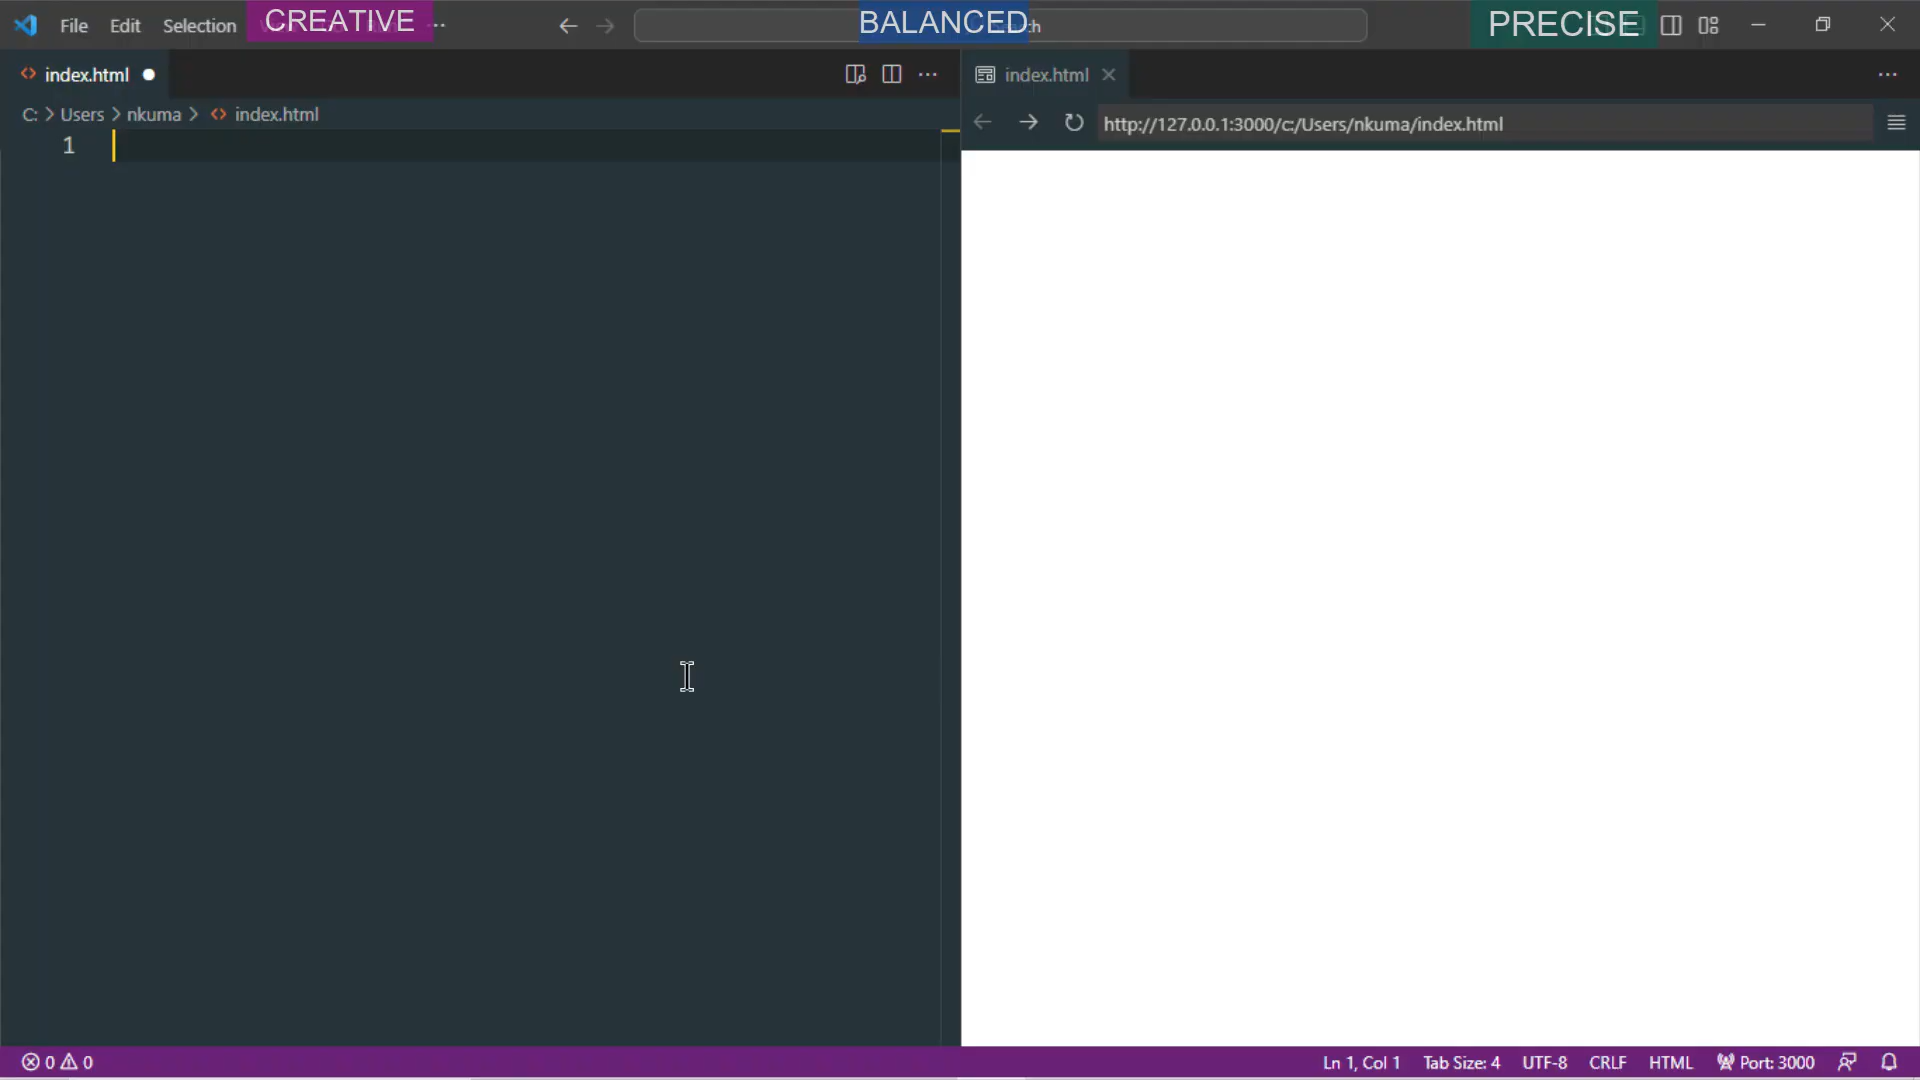 File Edit Selection CREATIVE BALANCED PRECISE
index.html
index.html
C: > Users > nkuma > index.html
http://127.0.0.1:3000/c:/Users/nkuma/index.html
1
0 0 Ln 1, Col 1 Tab Size: 4 UTF-8 CRLF HTML Port: 3000